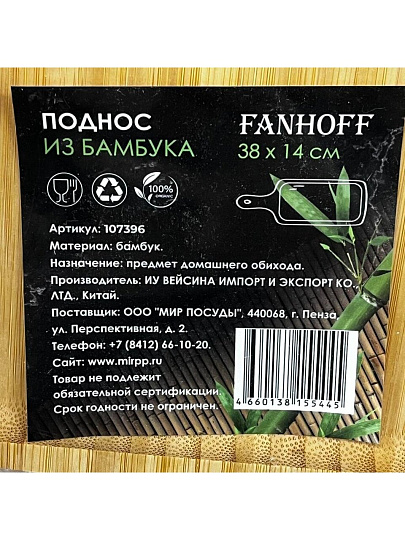 ПОДНОС
ИЗ БАМБУКА
FANHOFF
38 х 14 см
100%
ORGANIC
Артикул: 107396
Материал: бамбук.
Назначение: предмет домашнего обихода.
Производитель: ИУ ВЕЙСИНА ИМПОРТ И ЭКСПОРТ КО.,
ЛТД., Китай.
Поставщик: ООО "МИР ПОСУДЫ", 440068, г. Пенза,
ул. Перспективная, д. 2.
Телефон: +7 (8412) 66-10-20.
Сайт: www.mirpp.ru
Товар не подлежит
обязательной сертификации.
Срок годности не ограничен.
4660138155445